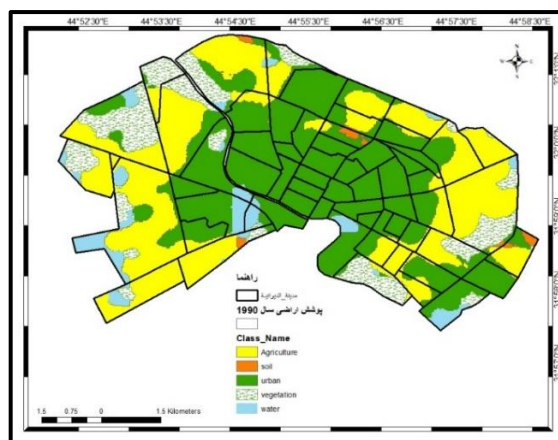 44°52'30"E 44°53'30"E 44°54'30"E 44°55'30"E 44°56'30"E 44°57'30"E 44°58'30"E
راهنما
مدينة_الديوانية
پوشش اراضی سال 1990
Class_Name
Agriculture
soil
urban
vegetation
water
1.5 0.75 0 1.5 Kilometers